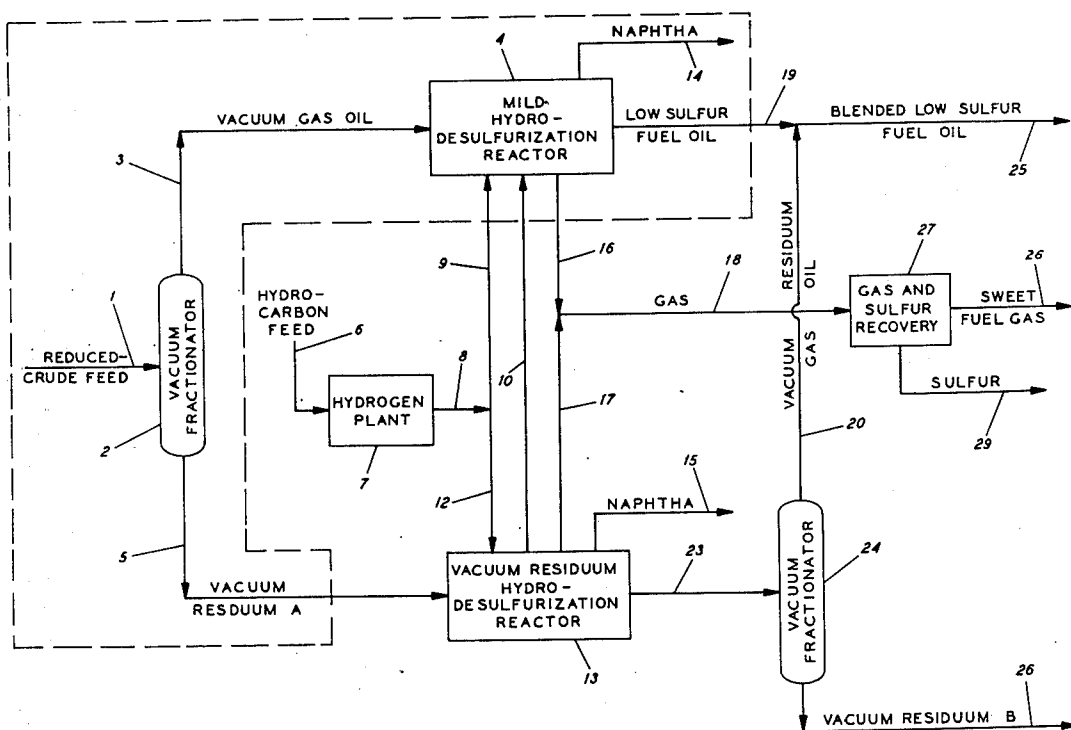 NAPHTHA
4
14
19
MILD-
HYDRO-
DESULFURIZATION
REACTOR
LOW SULFUR
FUEL OIL
BLENDED LOW SULFUR
FUEL OIL
25
VACUUM GAS OIL
3
9
10
16
18
GAS
RESIDUUM
OIL
VACUUM
GAS
20
27
GAS AND
SULFUR
RECOVERY
26
SWEET
FUEL GAS
SULFUR
29
1
REDUCED-
CRUDE FEED
VACUUM
FRACTIONATOR
2
HYDRO-
CARBON
FEED
6
HYDROGEN
PLANT
7
8
17
12
15
NAPHTHA
5
VACUUM
RESDUUM A
VACUUM RESIDUUM
HYDRO-
DESULFURIZATION
REACTOR
13
23
VACUUM
FRACTIONATOR
24
26
VACUUM RESIDUUM B